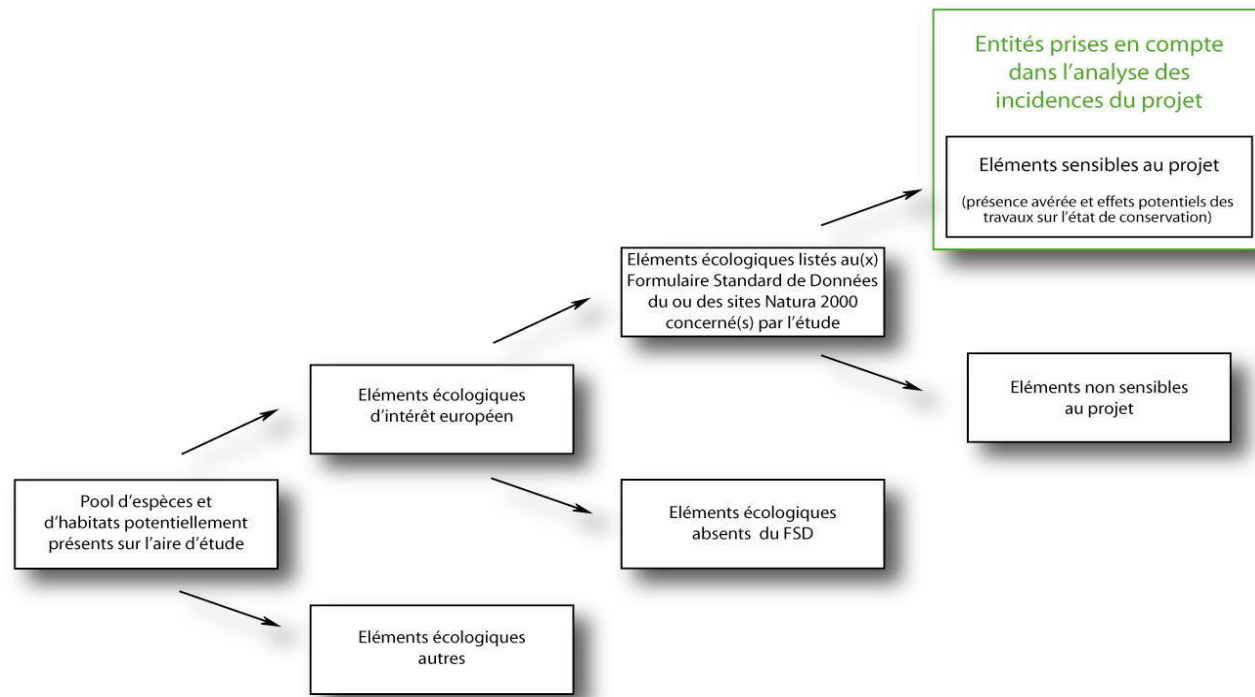 Entités prises en compte
dans l'analyse des
incidences du projet
Eléments sensibles au projet
(présence avérée et effets potentiels des
travaux sur l'état de conservation)
Eléments écologiques listés au(x)
Formulaire Standard de Données
du ou des sites Natura 2000
concerné(s) par l'étude
Eléments non sensibles
au projet
Eléments écologiques
d'intérêt européen
Eléments écologiques
absents du FSD
Pool d'espèces et
d'habitats potentiellement
présents sur l'aire d'étude
Eléments écologiques
autres